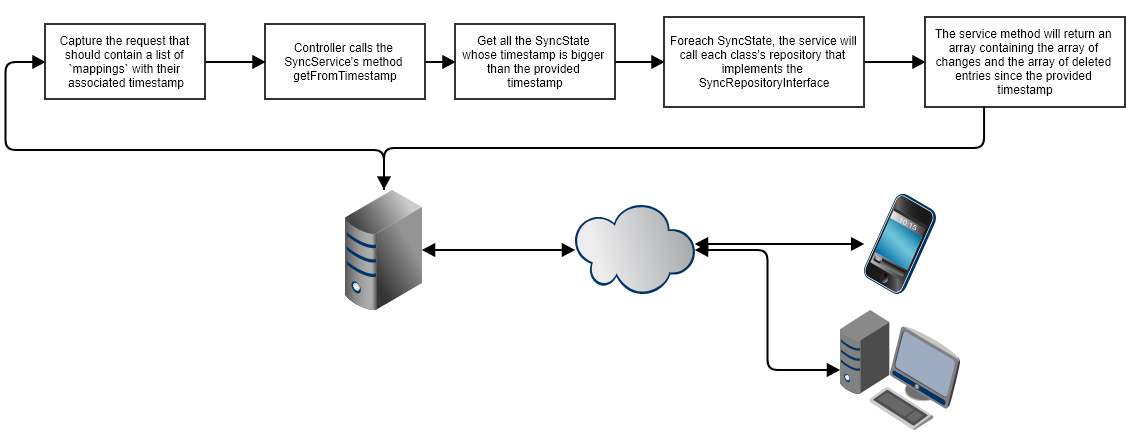 Capture the request that
should contain a list of
`mappings` with their
associated timestamp
Controller calls the
SyncService's method
getFromTimestamp
Get all the SyncState
whose timestamp is bigger
than the provided
timestamp
Foreach SyncState, the service will
call each class's repository that
implements the
SyncRepositoryInterface
The service method will return an
array containing the array of
changes and the array of deleted
entries since the provided
timestamp
10:15